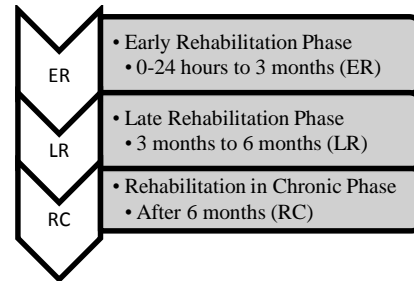 ER
• Early Rehabilitation Phase
• 0-24 hours to 3 months (ER)
LR
• Late Rehabilitation Phase
• 3 months to 6 months (LR)
RC
• Rehabilitation in Chronic Phase
• After 6 months (RC)